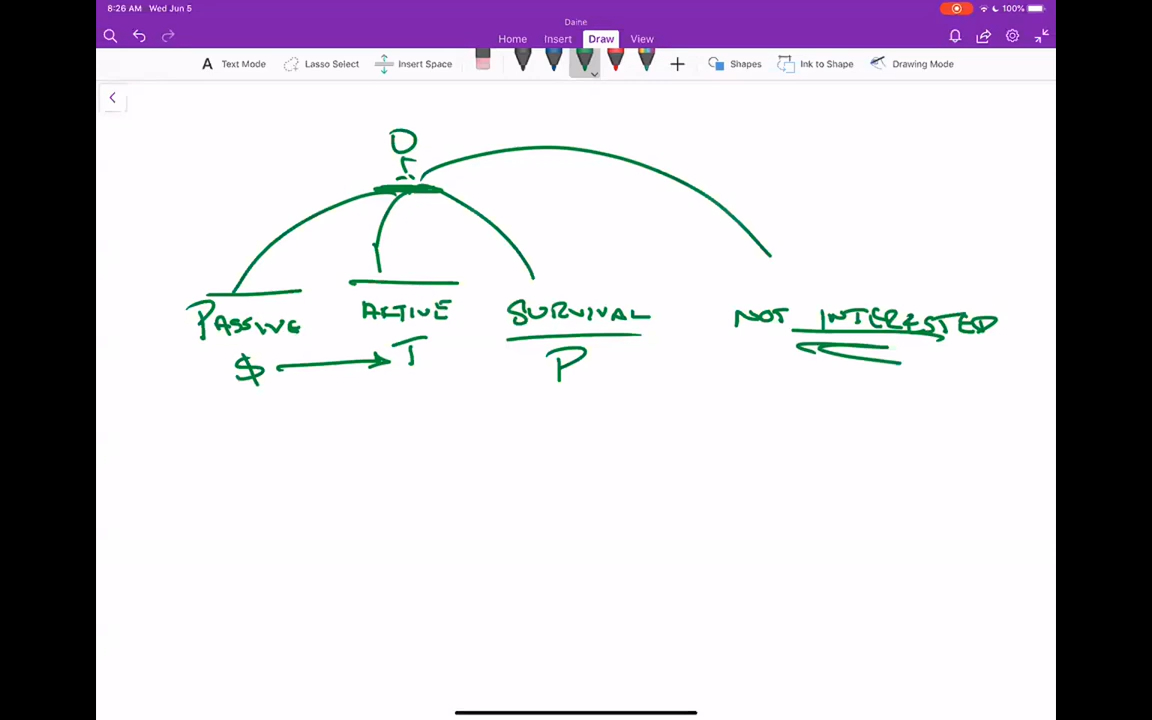 8:26 AM Wed Jun 5
100%
Daine
Home Insert Draw View
Text Mode Lasso Select Insert Space Shapes Ink to Shape Drawing Mode
D
PASSIVE ACTIVE SURVIVAL NOT INTERESTED
$ T P